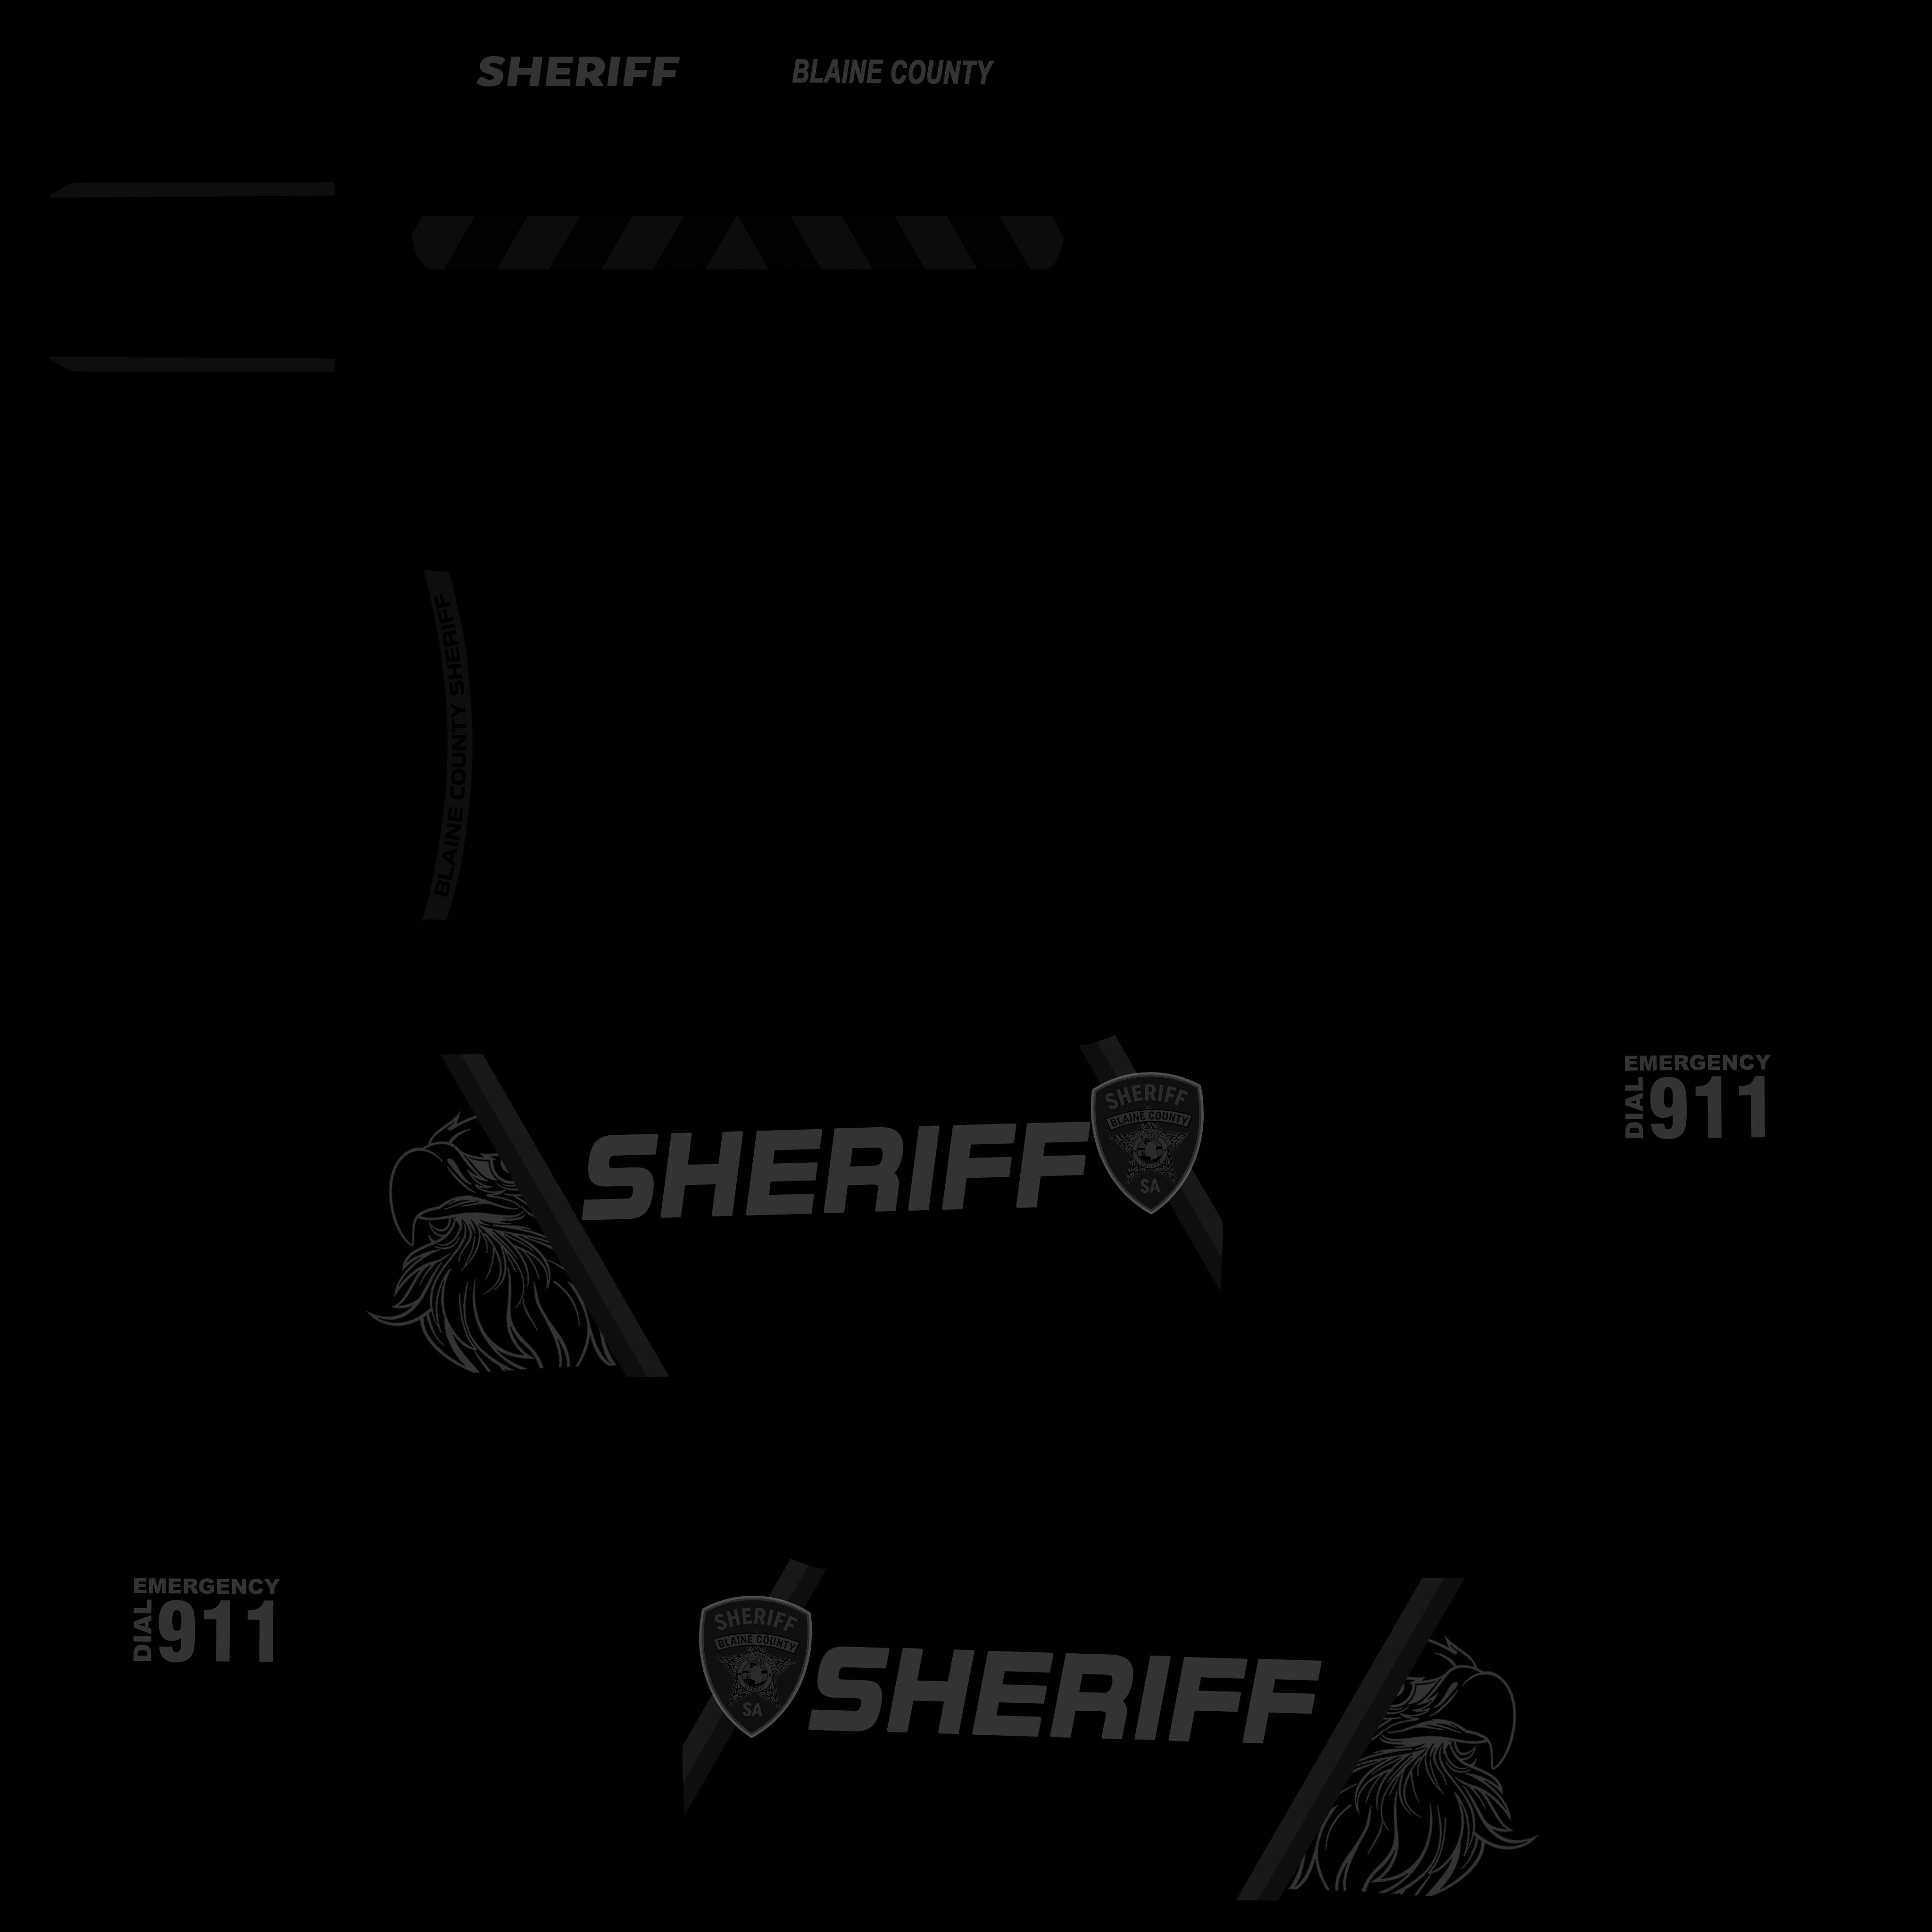 SHERIFF
BLAINE COUNTY
BLAINE COUNTY SHERIFF
SHERIFF
SHERIFF
BLAINE COUNTY
SA
EMERGENCY
DIAL
911
EMERGENCY
DIAL
911
SHERIFF
BLAINE COUNTY
SA
SHERIFF